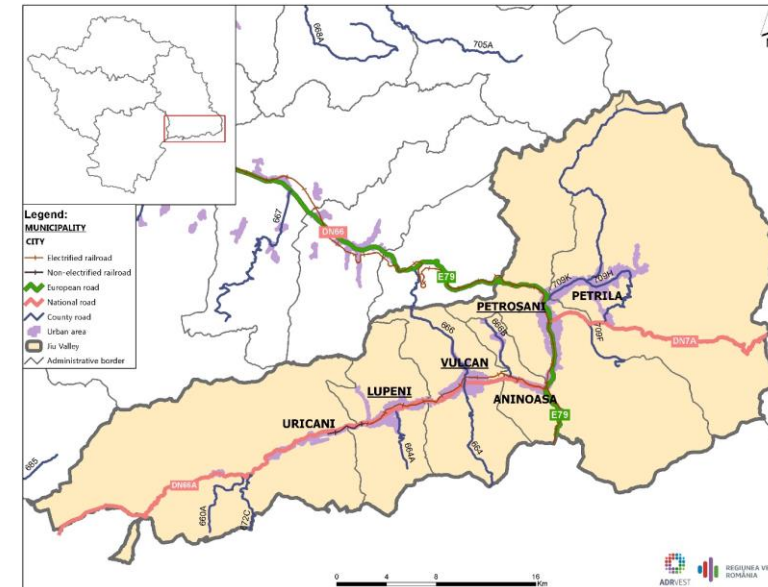 668A
705A
Legend:
MUNICIPALITY
CITY
Electrified railroad
Non-electrified railroad
European road
National road
County road
Urban area
Jiu Valley
Administrative border
667
DN66
E79
709K
709H
PETRILA
PETROSANI
709F
DN7A
666
666B
VULCAN
LUPENI
ANINOASA
E79
URICANI
664A
664
665
DN66A
660A
672C
0 4 8 16
Km
ADRVEST
REGIUNEA
ROMÂNIA